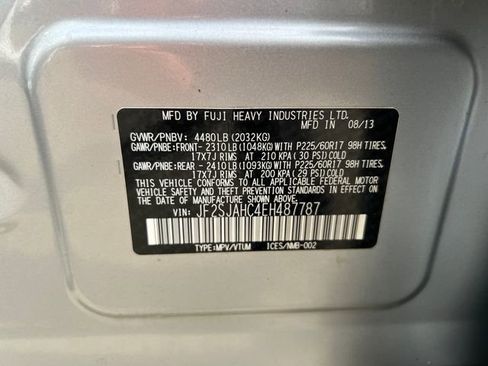 MFD BY FUJI HEAVY INDUSTRIES LTD.
MFD IN 08/13
GVWR/PNBV: 4480LB(2032KG)
GAWR/PNBE:FRONT-2310LB(1048KG)WITH P225/60R17 98H TIRES,
17X7J RIMS AT 210 KPA(30 PSI)COLD
GAWR/PNBE:REAR -2410LB(1093KG)WITH P225/60R17 98H TIRES,
17X7J RIMS AT 200 KPA(29 PSI)COLD
THIS VEHICLE CONFORMS TO ALL APPLICABLE FEDERAL MOTOR
VEHICLE SAFETY AND THEFT PREVENTION STANDARDS IN
EFFECT ON THE DATE OF MANUFACTURE SHOWN ABOVE.
VIN: JF2SJAHC4EH487787
TYPE:MPV/VTUM ICES/NMB-002